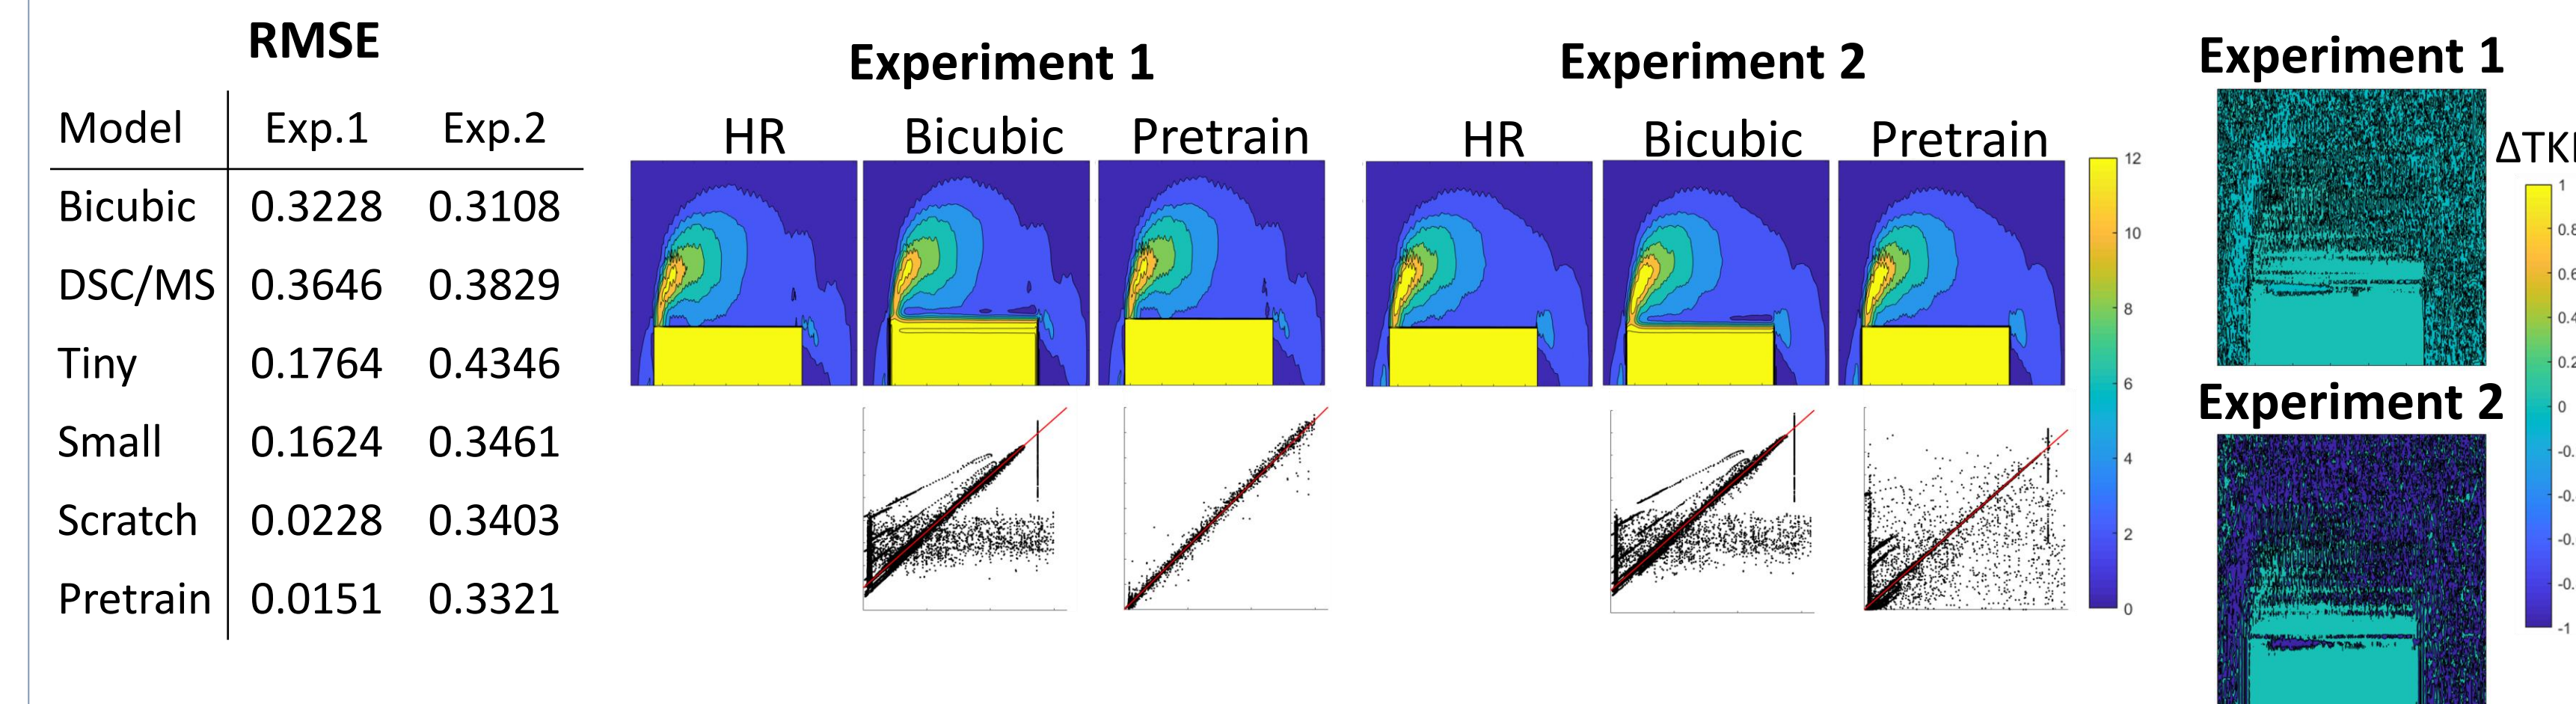 RMSE
Model Exp.1 Exp.2
Bicubic 0.3228 0.3108
DSC/MS 0.3646 0.3829
Tiny 0.1764 0.4346
Small 0.1624 0.3461
Scratch 0.0228 0.3403
Pretrain 0.0151 0.3321
Experiment 1
HR Bicubic Pretrain
Experiment 2
HR Bicubic Pretrain
12
10
8
6
4
2
0
Experiment 1
Experiment 2
1
0.8
0.6
0.4
0.2
0
-1